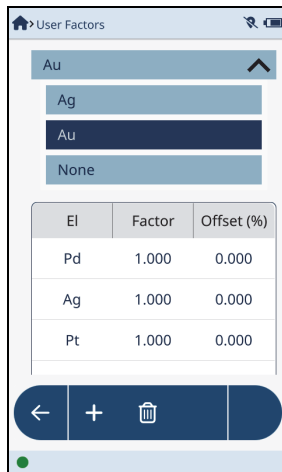 User Factors
Au
Ag
Au
None
El Factor Offset (%)
Pd 1.000 0.000
Ag 1.000 0.000
Pt 1.000 0.000